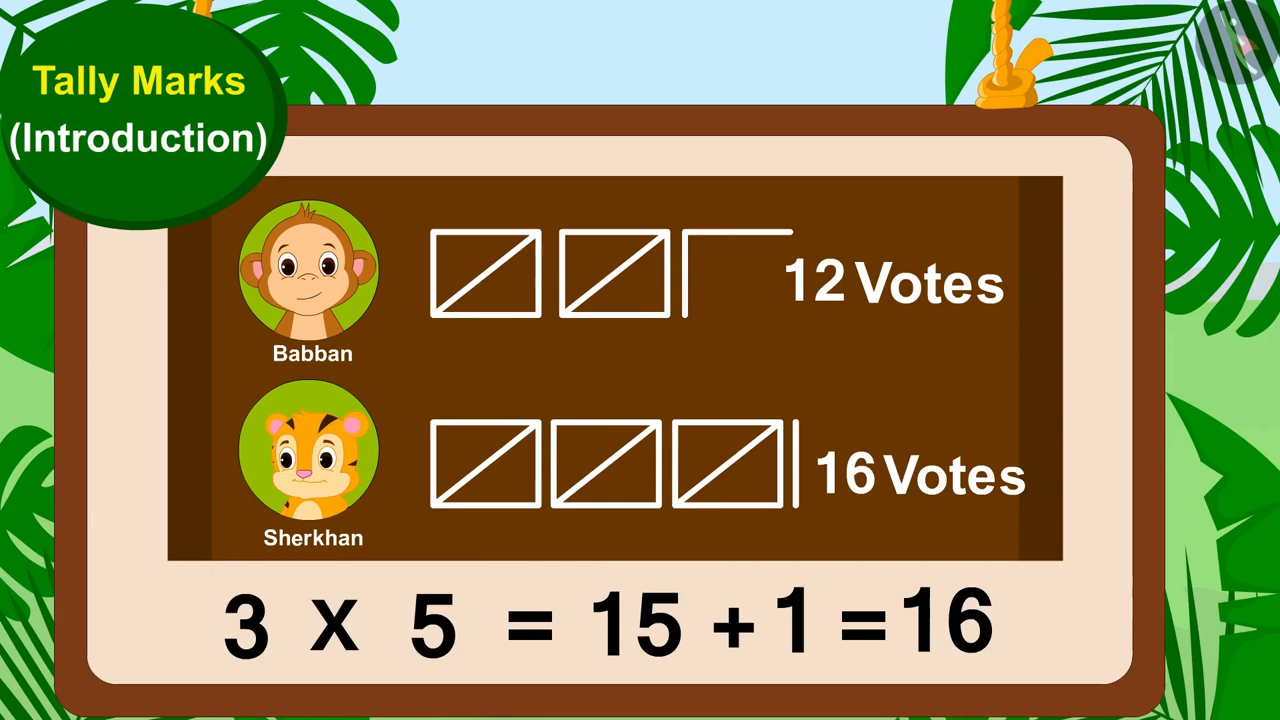 Tally Marks
(Introduction)
12 Votes
Babban
16 Votes
Sherkhan
3 x 5 = 15 + 1 = 16